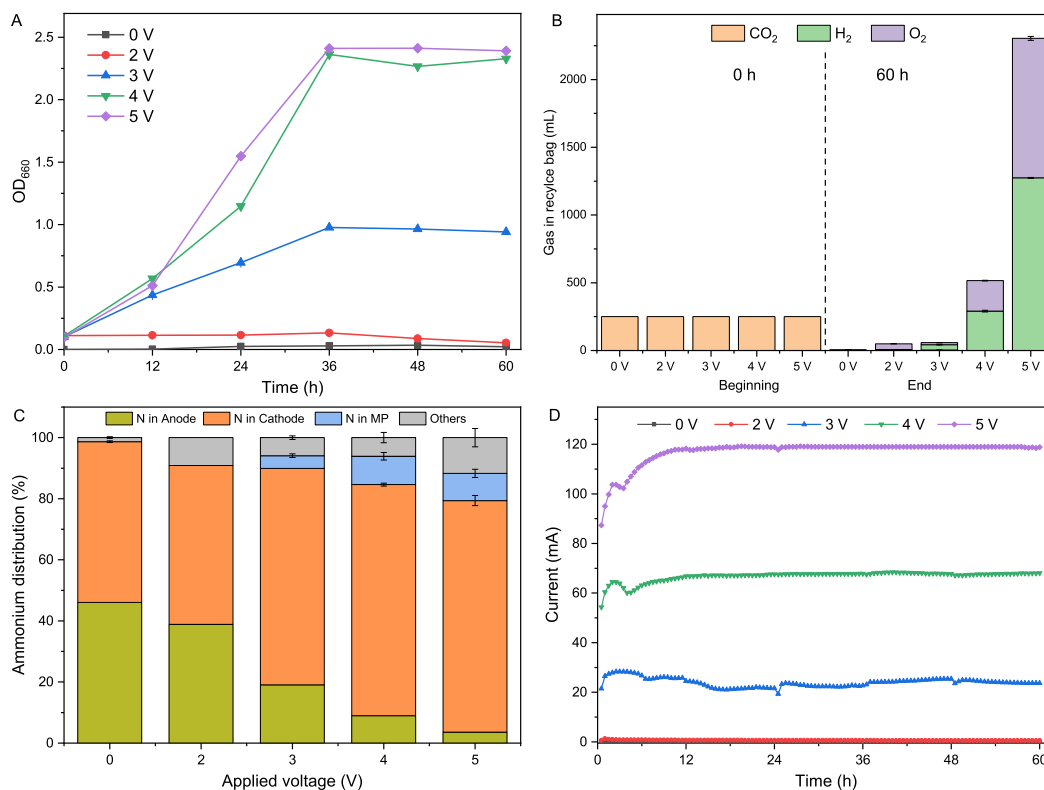 A
0 V
2 V
3 V
4 V
5 V
OD660
2.5
2.0
1.5
1.0
0.5
0.0
0 12 24 36 48 60
Time (h)
B
CO2 H2 O2
0 h 60 h
Gas in recylce bag (mL)
2000
1500
1000
500
0
0 V 2 V 3 V 4 V 5 V 0 V 2 V 3 V 4 V 5 V
Beginning End
C
N in Anode N in Cathode N in MP Others
Ammonium distribution (%)
100
80
60
40
20
0
0 2 3 4 5
Applied voltage (V)
D
0 V 2 V 3 V 4 V 5 V
Current (mA)
120
100
80
60
40
20
0
0 12 24 36 48 60
Time (h)